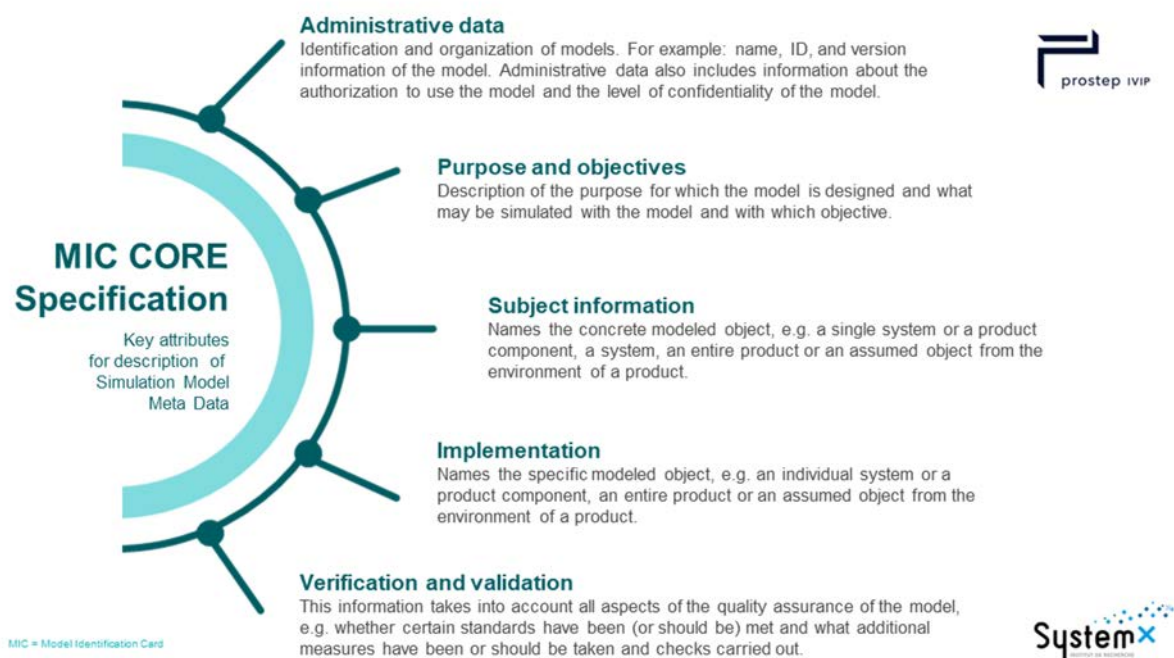 Administrative data
Identification and organization of models. For example: name, ID, and version
information of the model. Administrative data also includes information about the
authorization to use the model and the level of confidentiality of the model.
prostep IVIP
Purpose and objectives
Description of the purpose for which the model is designed and what
may be simulated with the model and with which objective.
MIC CORE
Specification
Key attributes
for description of
Simulation Model
Meta Data
Subject information
Names the concrete modeled object, e.g. a single system or a product
component, a system, an entire product or an assumed object from the
environment of a product.
Implementation
Names the specific modeled object, e.g. an individual system or a
product component, an entire product or an assumed object from the
environment of a product.
Verification and validation
This information takes into account all aspects of the quality assurance of the model,
e.g. whether certain standards have been (or should be) met and what additional
measures have been or should be taken and checks carried out.
MIC = Model Identification Card
SystemX
INSTITUT DE RECHERCHE